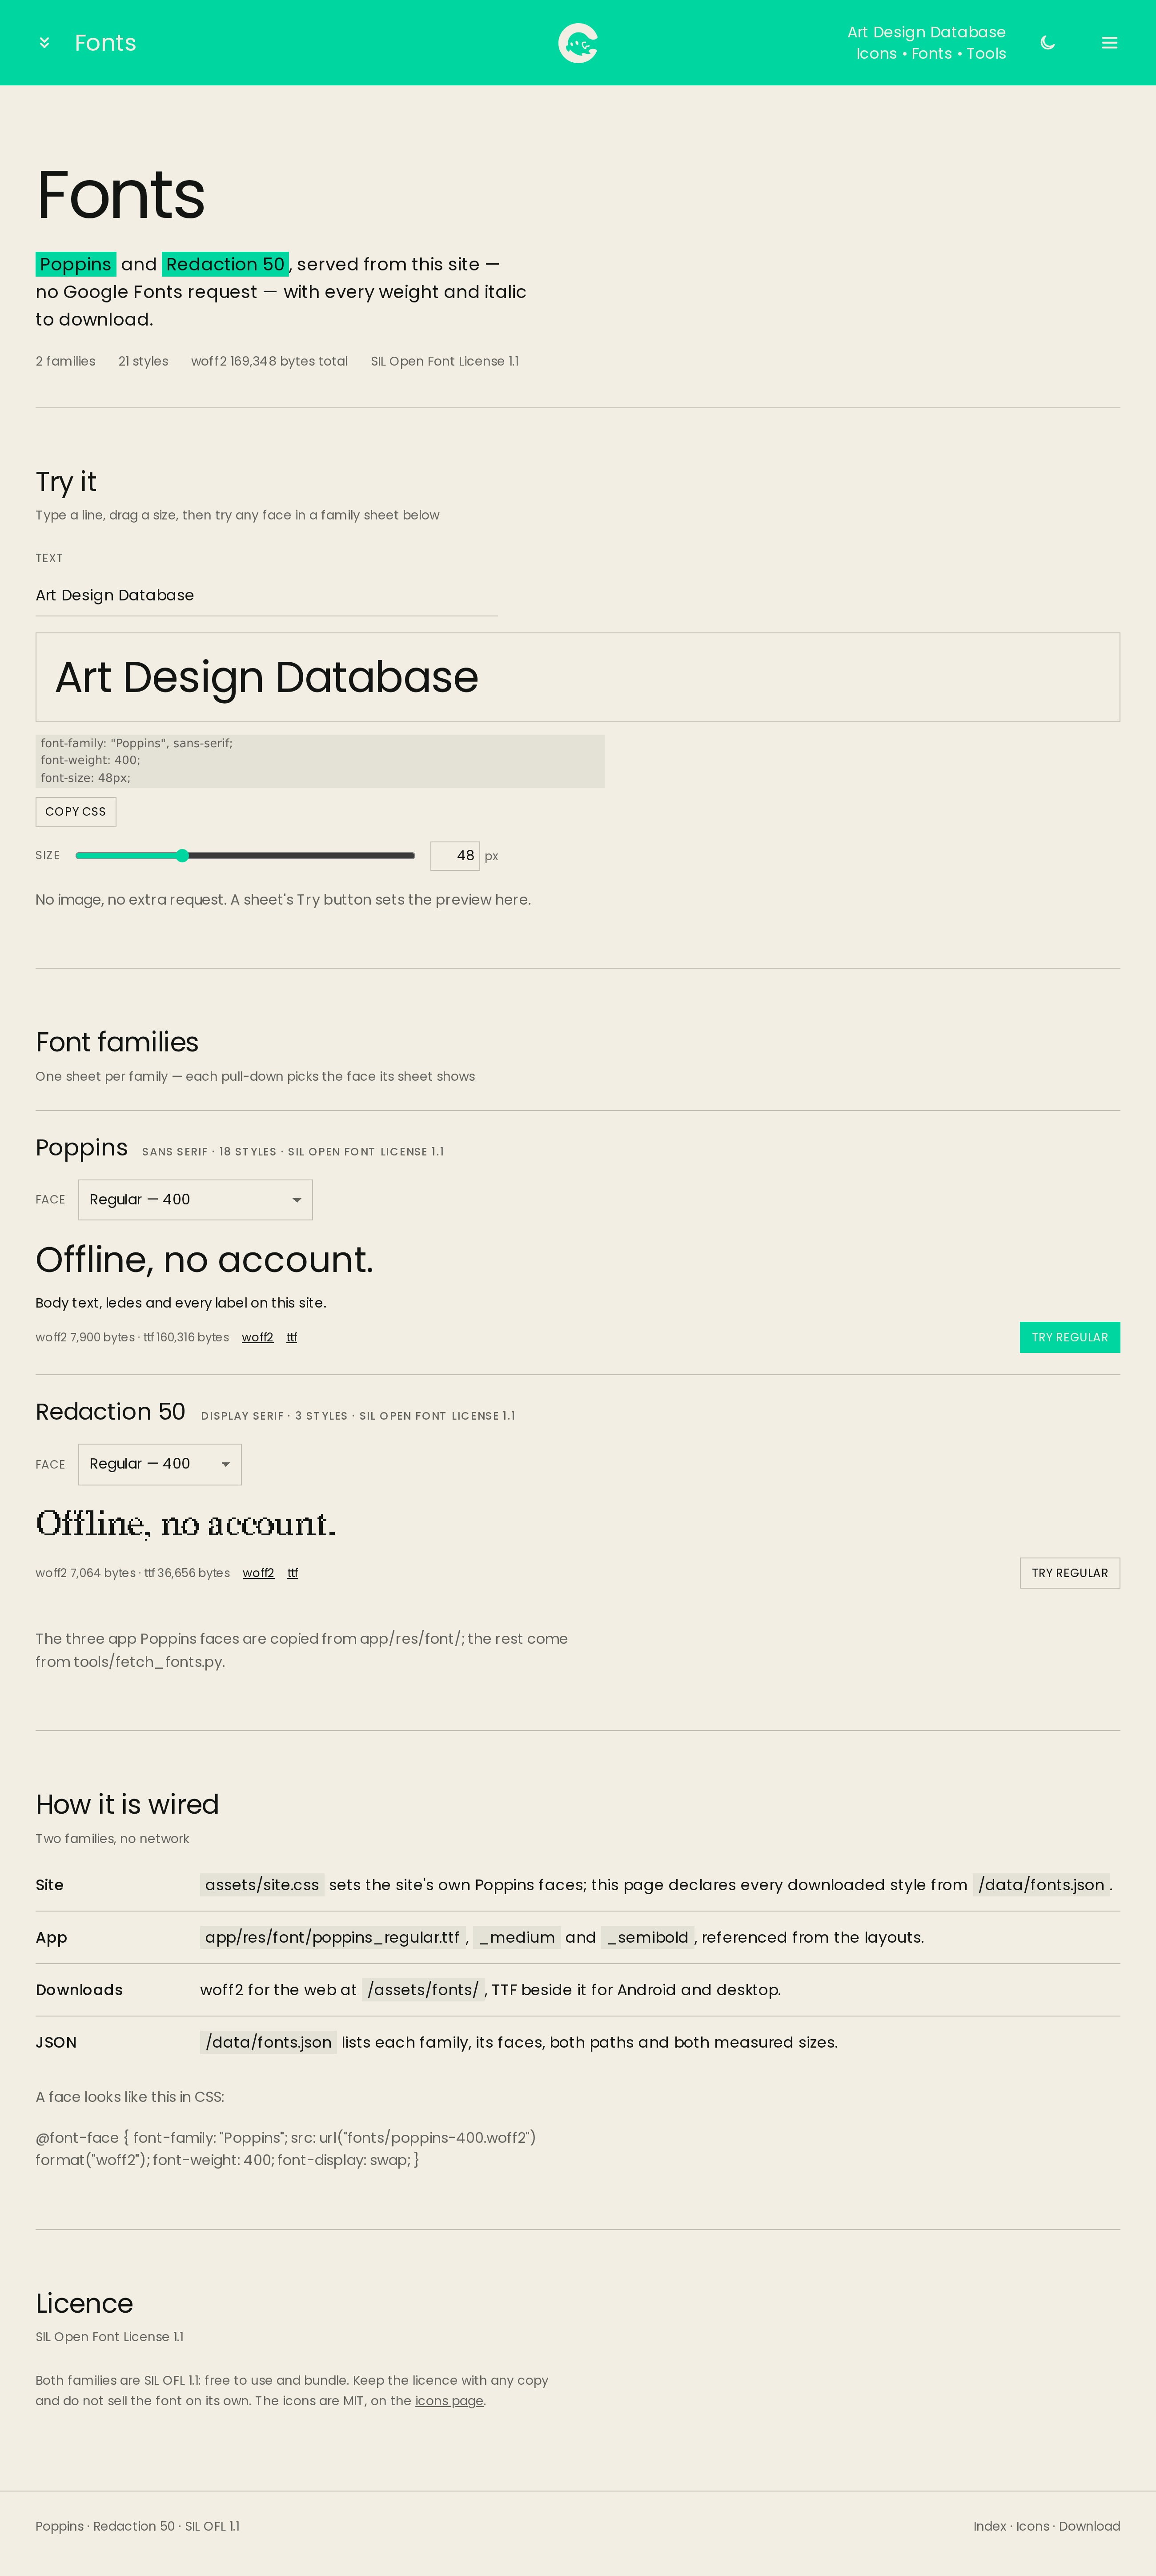 Fonts
Art Design Database
Icons • Fonts • Tools
Fonts
Poppins and Redaction 50, served from this site —
no Google Fonts request — with every weight and italic
to download.
2 families 21 styles woff2 169,348 bytes total SIL Open Font License 1.1
Try it
Type a line, drag a size, then try any face in a family sheet below
TEXT
Art Design Database
Art Design Database
font-family: "Poppins", sans-serif;
font-weight: 400;
font-size: 48px;
COPY CSS
SIZE 48 px
No image, no extra request. A sheet's Try button sets the preview here.
Font families
One sheet per family — each pull-down picks the face its sheet shows
Poppins SANS SERIF · 18 STYLES · SIL OPEN FONT LICENSE 1.1
FACE Regular — 400
Offline, no account.
Body text, ledes and every label on this site.
woff2 7,900 bytes · ttf 160,316 bytes woff2 ttf TRY REGULAR
Redaction 50 DISPLAY SERIF · 3 STYLES · SIL OPEN FONT LICENSE 1.1
FACE Regular — 400
Offline, no account.
woff2 7,064 bytes · ttf 36,656 bytes woff2 ttf TRY REGULAR
The three app Poppins faces are copied from app/res/font/; the rest come
from tools/fetch_fonts.py.
How it is wired
Two families, no network
Site assets/site.css sets the site's own Poppins faces; this page declares every downloaded style from /data/fonts.json.
App app/res/font/poppins_regular.ttf, _medium and _semibold, referenced from the layouts.
Downloads woff2 for the web at /assets/fonts/, TTF beside it for Android and desktop.
JSON /data/fonts.json lists each family, its faces, both paths and both measured sizes.
A face looks like this in CSS:
@font-face { font-family: "Poppins"; src: url("fonts/poppins-400.woff2")
format("woff2"); font-weight: 400; font-display: swap; }
Licence
SIL Open Font License 1.1
Both families are SIL OFL 1.1: free to use and bundle. Keep the licence with any copy
and do not sell the font on its own. The icons are MIT, on the icons page.
Poppins · Redaction 50 · SIL OFL 1.1
Index · Icons · Download